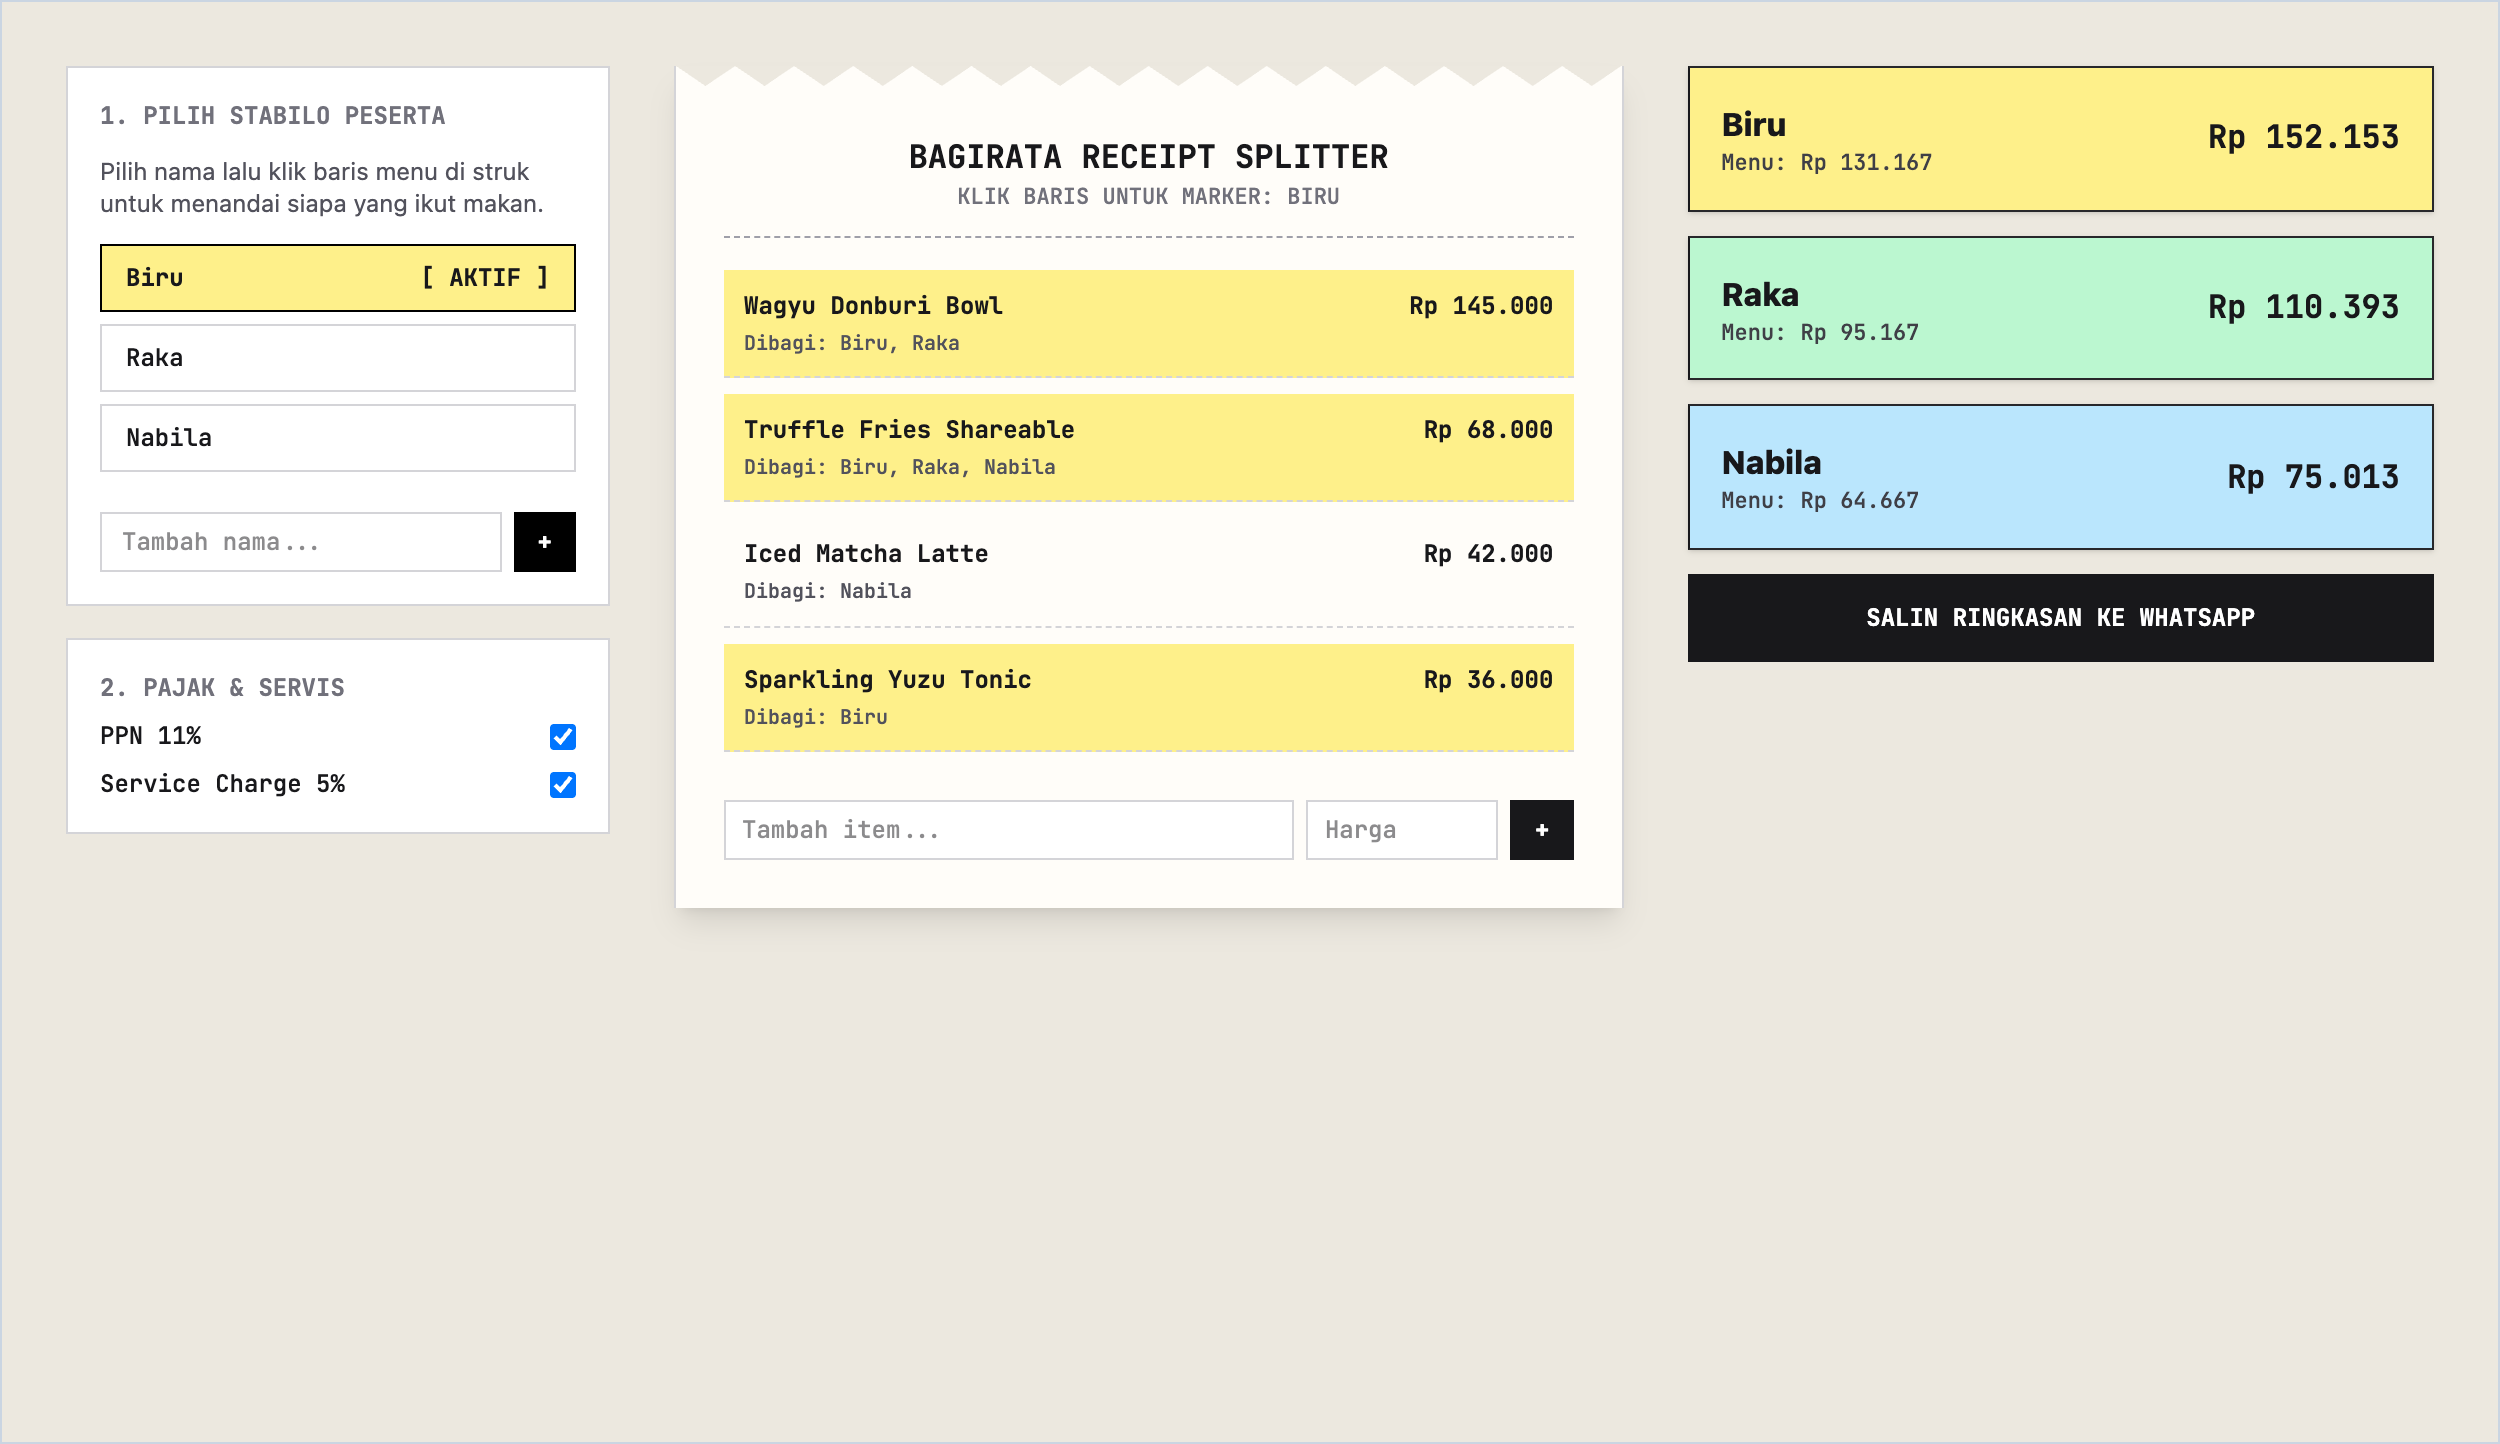 1. PILIH STABILO PESERTA
Pilih nama lalu klik baris menu di struk
untuk menandai siapa yang ikut makan.
Biru [ AKTIF ]
Raka
Nabila
Tambah nama...
+
2. PAJAK & SERVIS
PPN 11%
Service Charge 5%
BAGIRATA RECEIPT SPLITTER
KLIK BARIS UNTUK MARKER: BIRU
Wagyu Donburi Bowl Rp 145.000
Dibagi: Biru, Raka
Truffle Fries Shareable Rp 68.000
Dibagi: Biru, Raka, Nabila
Iced Matcha Latte Rp 42.000
Dibagi: Nabila
Sparkling Yuzu Tonic Rp 36.000
Dibagi: Biru
Tambah item... Harga +
Biru
Menu: Rp 131.167
Rp 152.153
Raka
Menu: Rp 95.167
Rp 110.393
Nabila
Menu: Rp 64.667
Rp 75.013
SALIN RINGKASAN KE WHATSAPP